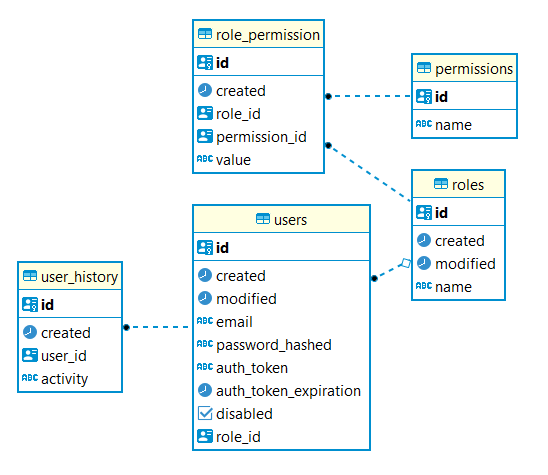 role_permission
id
created
role_id
permission_id
ABC value
permissions
id
ABC name
roles
id
created
modified
ABC name
users
id
created
modified
ABC email
ABC password_hashed
ABC auth_token
auth_token_expiration
disabled
role_id
user_history
id
created
user_id
ABC activity